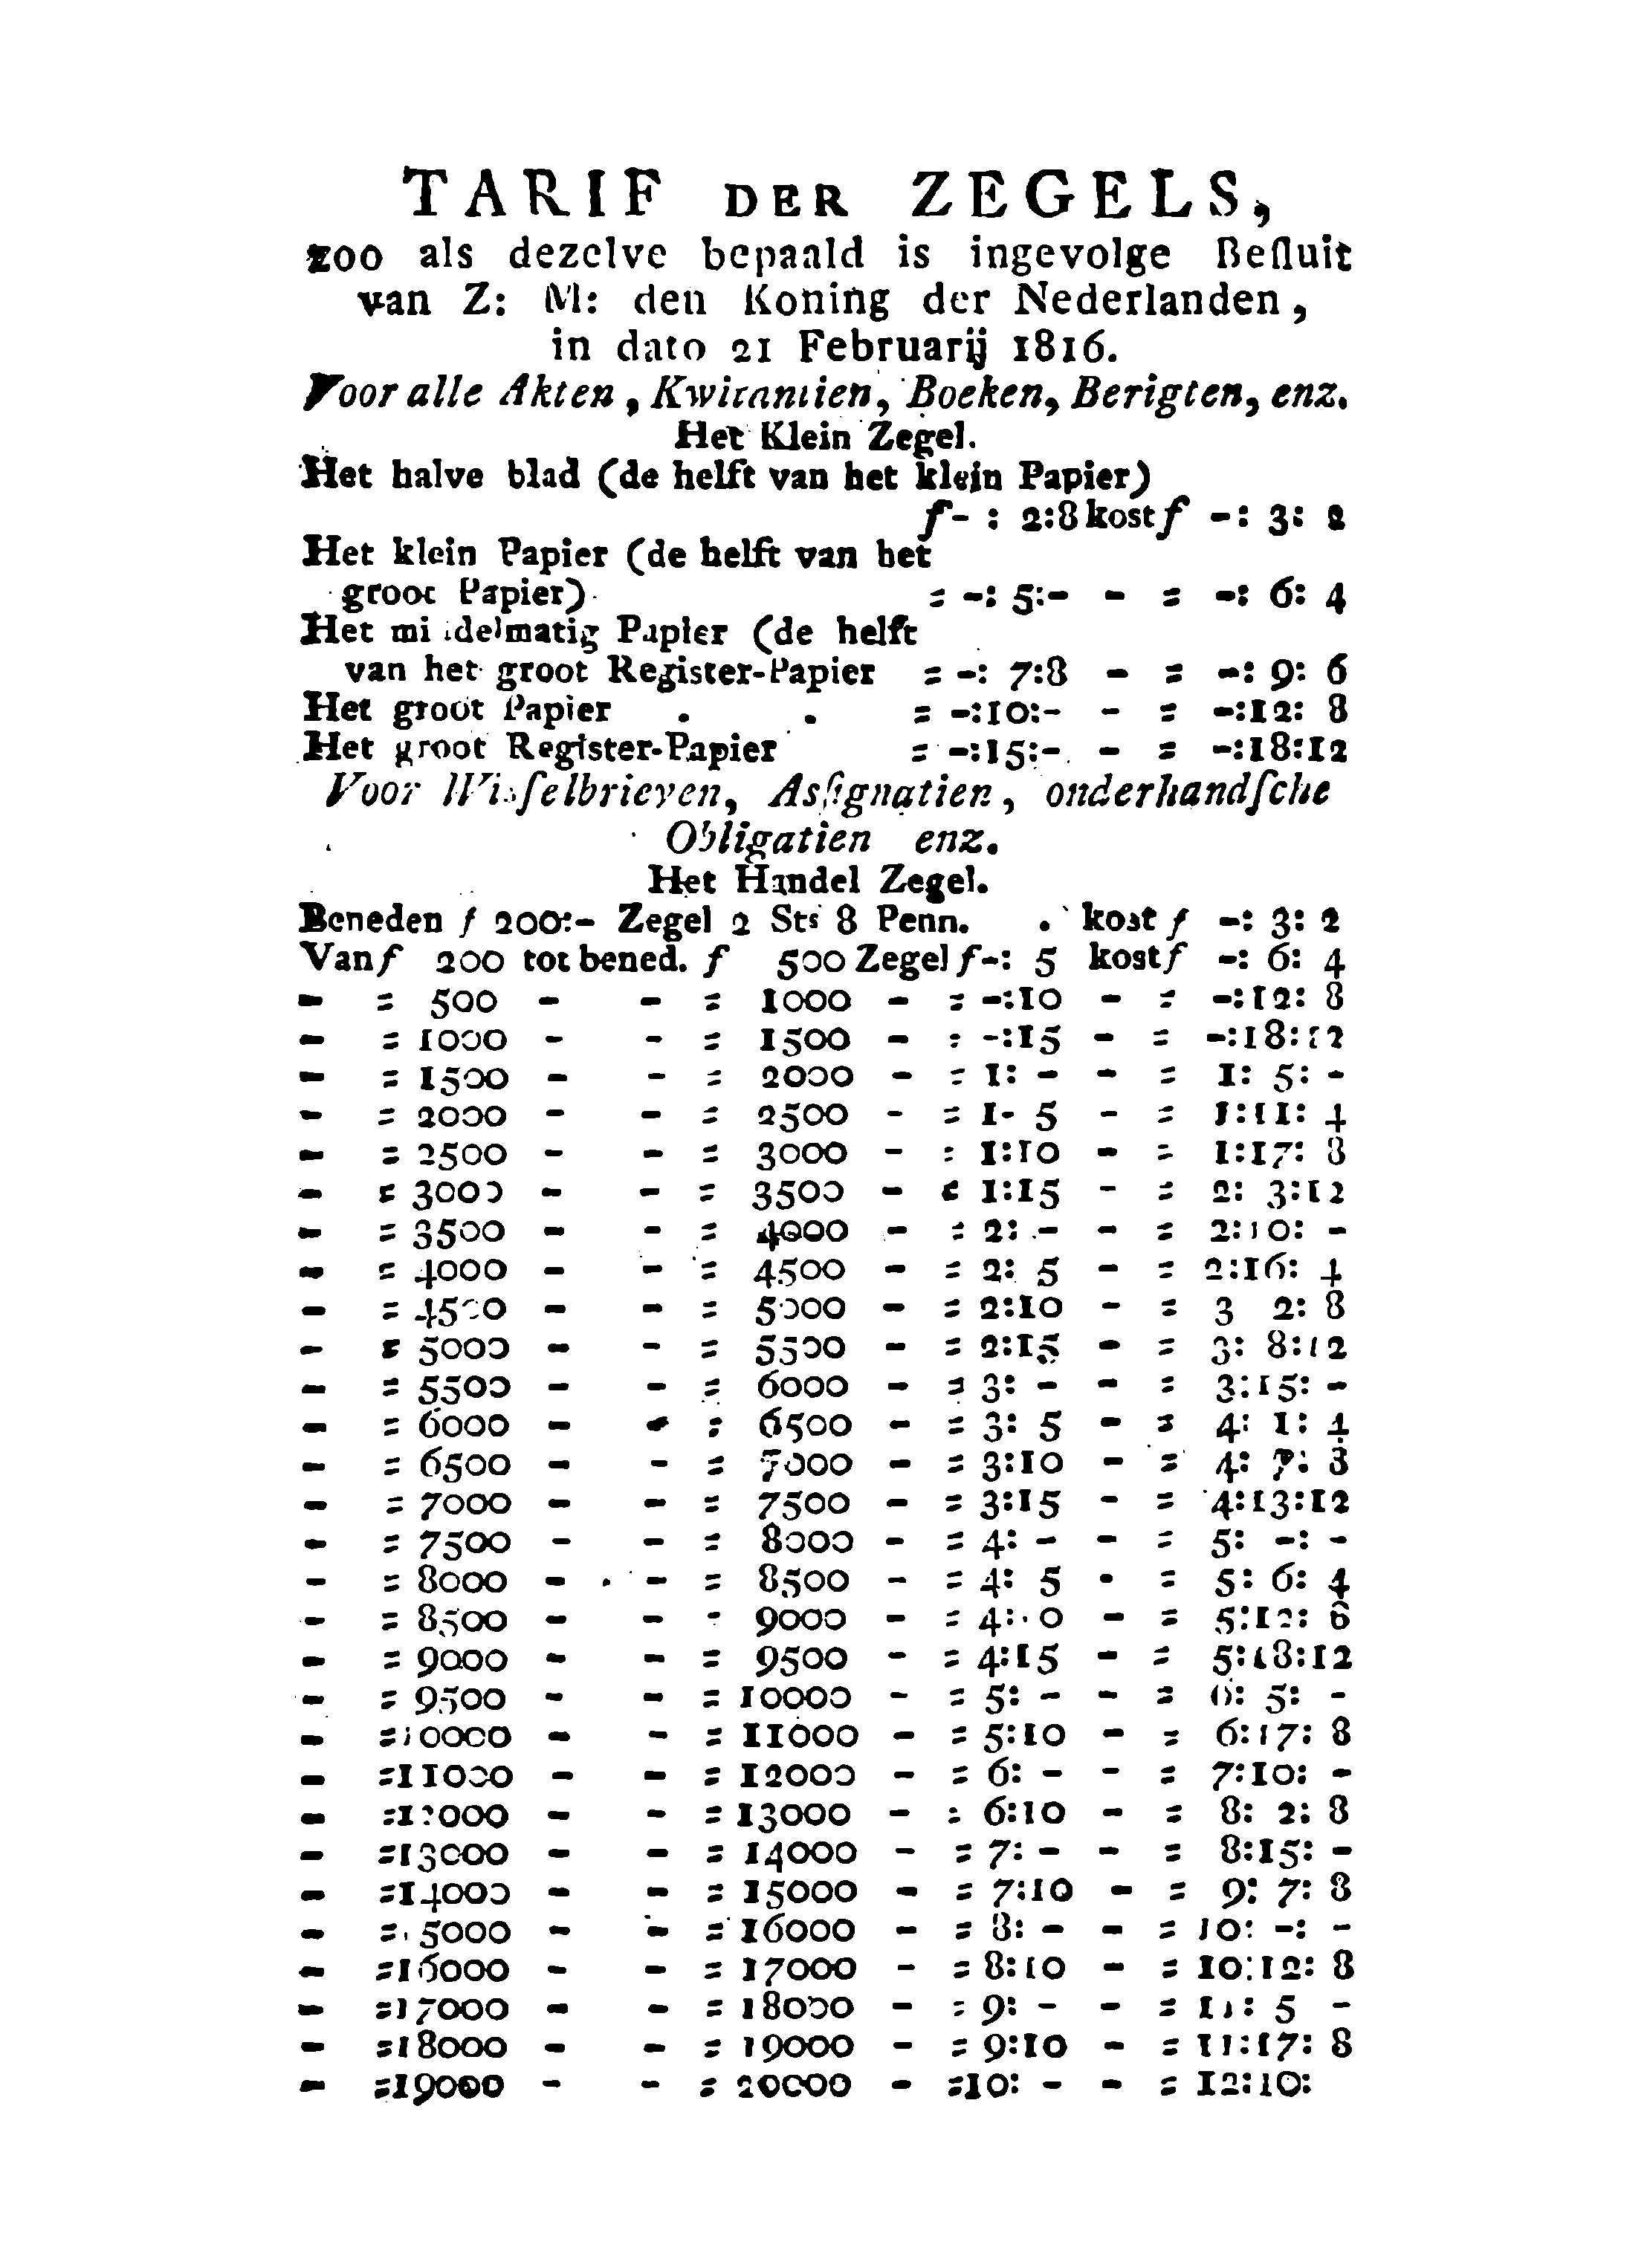 TARIF DER ZEGELS,
zoo als dezelve bepaald is ingevolge Beſluit
van Z: M: den Koning der Nederlanden,
in dato 21 Februarij 1816.
Voor alle Akten, Kwitantien, Boeken, Berigten, enz.
Het Klein Zegel.
Het halve blad (de helft van het klein Papier)
f - : 2:8 kost f -: 3: 2
Het klein Papier (de helft van het
groot Papier) = -: 5:- - = -: 6: 4
Het middelmatig Papier (de helft
van het groot Register-Papier = -: 7:8 - = -: 9: 6
Het groot Papier . . = -:10:- - = -:12: 8
Het groot Register-Papier = -:15:- - = -:18:12
Voor Wisſelbrieven, Asſignatien, onderhandſche
Obligatien enz.
Het Handel Zegel.
Beneden f 200:- Zegel 2 Sts 8 Penn. . kost f -: 3: 2
Van f 200 tot bened. f 500 Zegel f -: 5 kost f -: 6: 4
- = 500 - - = 1000 - = -:10 - = -:12: 8
- = 1000 - - = 1500 - = -:15 - = -:18:12
- = 1500 - - = 2000 - = 1: - - = 1: 5: -
- = 2000 - - = 2500 - = 1- 5 - = 1:11: 4
- = 2500 - - = 3000 - = 1:10 - = 1:17: 8
- = 3000 - - = 3500 - = 1:15 - = 2: 3:12
- = 3500 - - = 4000 - = 2: - - = 2:10: -
- = 4000 - - = 4500 - = 2: 5 - = 2:16: 4
- = 4500 - - = 5000 - = 2:10 - = 3 2: 8
- = 5000 - - = 5500 - = 2:15 - = 3: 8:12
- = 5500 - - = 6000 - = 3: - - = 3:15: -
- = 6000 - - = 6500 - = 3: 5 - = 4: 1: 4
- = 6500 - - = 7000 - = 3:10 - = 4: 7: 8
- = 7000 - - = 7500 - = 3:15 - = 4:13:12
- = 7500 - - = 8000 - = 4: - - = 5: -: -
- = 8000 - - = 8500 - = 4: 5 - = 5: 6: 4
- = 8500 - - = 9000 - = 4:10 - = 5:12: 8
- = 9000 - - = 9500 - = 4:15 - = 5:18:12
- = 9500 - - = 10000 - = 5: - - = 6: 5: -
- = 10000 - - = 11000 - = 5:10 - = 6:17: 8
- = 11000 - - = 12000 - = 6: - - = 7:10: -
- = 12000 - - = 13000 - = 6:10 - = 8: 2: 8
- = 13000 - - = 14000 - = 7: - - = 8:15: -
- = 14000 - - = 15000 - = 7:10 - = 9: 7: 8
- = 15000 - - = 16000 - = 8: - - = 10: -: -
- = 16000 - - = 17000 - = 8:10 - = 10:12: 8
- = 17000 - - = 18000 - = 9: - - = 11: 5 -
- = 18000 - - = 19000 - = 9:10 - = 11:17: 8
- = 19000 - - = 20000 - = 10: - - = 12:10: